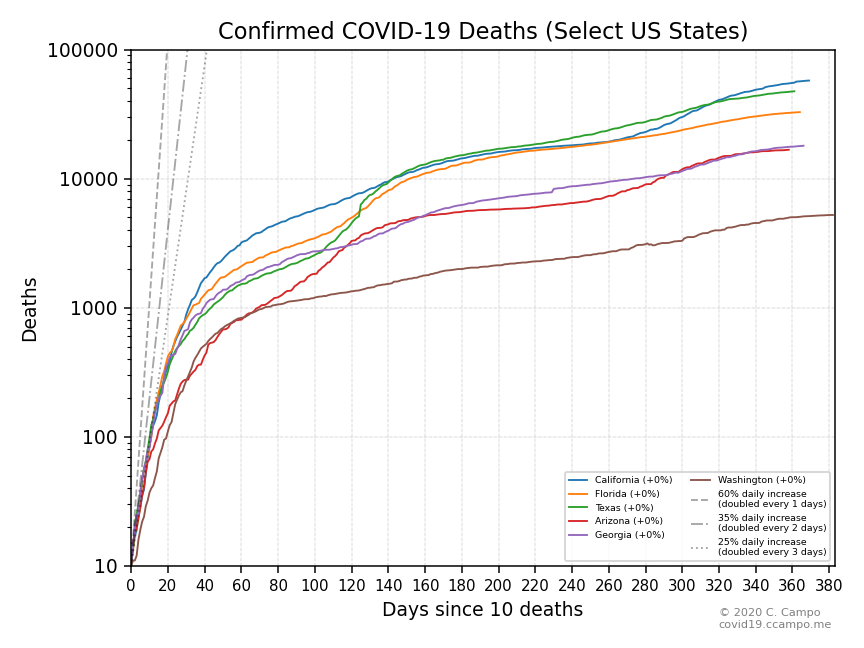 Confirmed COVID-19 Deaths (Select US States)
100000
10000
1000
100
10
Deaths
0 20 40 60 80 100 120 140 160 180 200 220 240 260 280 300 320 340 360 380
Days since 10 deaths
California (+0%)
Florida (+0%)
Texas (+0%)
Arizona (+0%)
Georgia (+0%)
Washington (+0%)
60% daily increase
(doubled every 1 days)
35% daily increase
(doubled every 2 days)
25% daily increase
(doubled every 3 days)
© 2020 C. Campo
covid19.ccampo.me